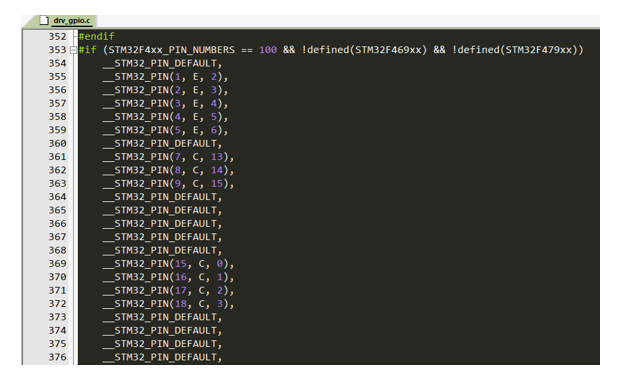 drv_gpio.c
352 #endif
353 #if (STM32F4xx_PIN_NUMBERS == 100 && !defined(STM32F469xx) && !defined(STM32F479xx))
354 __STM32_PIN_DEFAULT,
355 __STM32_PIN(1, E, 2),
356 __STM32_PIN(2, E, 3),
357 __STM32_PIN(3, E, 4),
358 __STM32_PIN(4, E, 5),
359 __STM32_PIN(5, E, 6),
360 __STM32_PIN_DEFAULT,
361 __STM32_PIN(7, C, 13),
362 __STM32_PIN(8, C, 14),
363 __STM32_PIN(9, C, 15),
364 __STM32_PIN_DEFAULT,
365 __STM32_PIN_DEFAULT,
366 __STM32_PIN_DEFAULT,
367 __STM32_PIN_DEFAULT,
368 __STM32_PIN_DEFAULT,
369 __STM32_PIN(15, C, 0),
370 __STM32_PIN(16, C, 1),
371 __STM32_PIN(17, C, 2),
372 __STM32_PIN(18, C, 3),
373 __STM32_PIN_DEFAULT,
374 __STM32_PIN_DEFAULT,
375 __STM32_PIN_DEFAULT,
376 __STM32_PIN_DEFAULT,